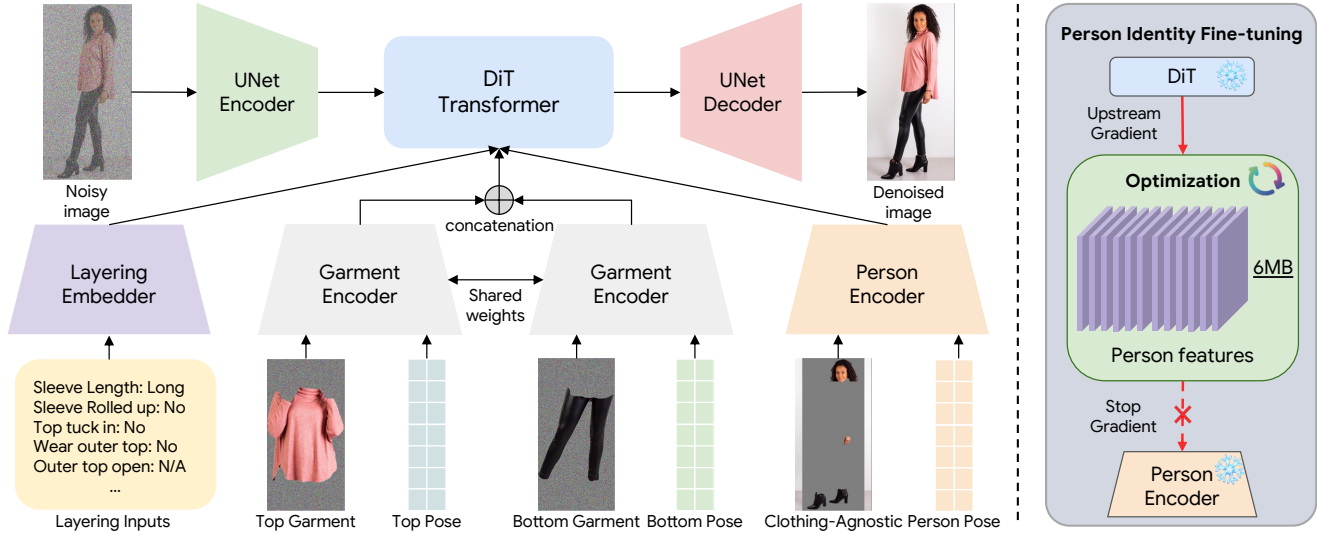 UNet
Encoder
DiT
Transformer
UNet
Decoder
Noisy
image
Denoised
image
concatenation
Layering
Embedder
Garment
Encoder
Shared
weights
Garment
Encoder
Person
Encoder
Sleeve Length: Long
Sleeve Rolled up: No
Top tuck in: No
Wear outer top: No
Outer top open: N/A
...
Layering Inputs
Top Garment
Top Pose
Bottom Garment
Bottom Pose
Clothing-Agnostic
Person Pose
Person Identity Fine-tuning
DiT
Upstream
Gradient
Optimization
6MB
Person features
Stop
Gradient
Person
Encoder